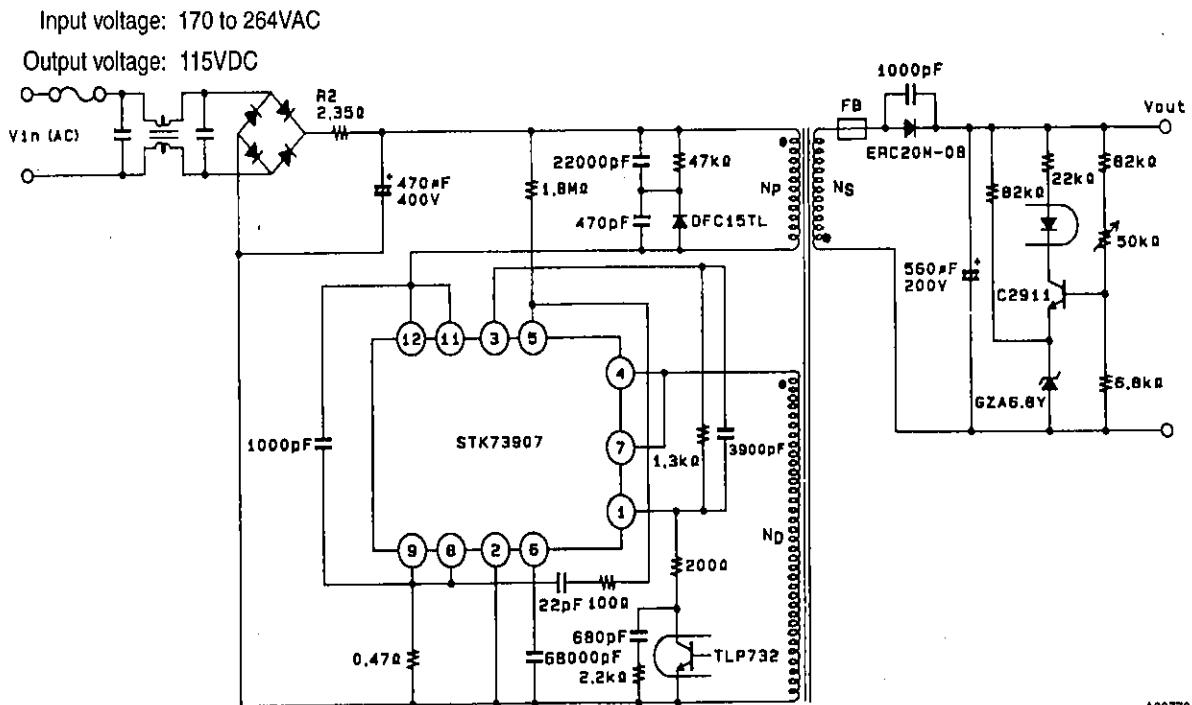 Input voltage: 170 to 264VAC
Output voltage: 115VDC
Vin (AC)
R2
2,35Ω
470μF
400V
1,8MΩ
22000pF
470pF
47kΩ
DFC15TL
NP
NS
FB
1000pF
ERC20M-08
Vout
82kΩ
22kΩ
82kΩ
50kΩ
560μF
200V
C2911
GZA6.8Y
6,8kΩ
12
11
3
5
4
7
1
9
8
2
6
STK73907
1000pF
1,3kΩ
3900pF
ND
200Ω
22pF
100Ω
0,47Ω
68000pF
680pF
2,2kΩ
TLP732